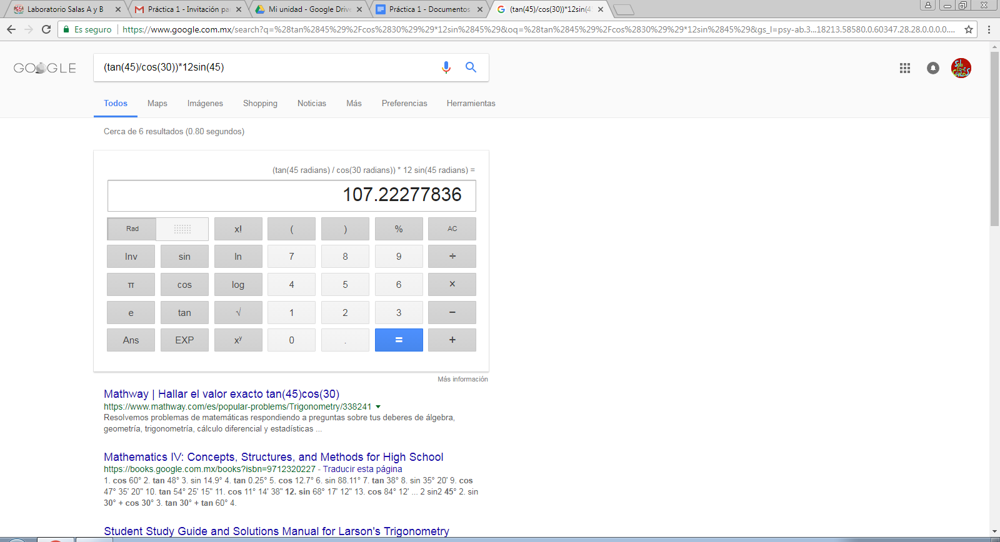 Laboratorio Salas A y B
Práctica 1 - Invitación pa
Mi unidad - Google Drive
Práctica 1 - Documentos
(tan(45)/cos(30))*12sin(4
Es seguro
https://www.google.com.mx/search?q=%28tan%2845%29%2Fcos%2830%29%29*12sin%2845%29&oq=%28tan%2845%29%2Fcos%2830%29%29*12sin%2845%29&gs_l=psy-ab.3...18213.58580.0.60347.28.28.0.0.0.0....
GOOGLE
(tan(45)/cos(30))*12sin(45)
Todos Maps Imágenes Shopping Noticias Más Preferencias Herramientas
Cerca de 6 resultados (0.80 segundos)
(tan(45 radians) / cos(30 radians)) * 12 sin(45 radians) =
107.22277836
Rad x! ( ) % AC
Inv sin ln 7 8 9 ÷
π cos log 4 5 6 ×
e tan √ 1 2 3 −
Ans EXP xʸ 0 . = +
Más información
Mathway | Hallar el valor exacto tan(45)cos(30)
https://www.mathway.com/es/popular-problems/Trigonometry/338241
Resolvemos problemas de matemáticas respondiendo a preguntas sobre tus deberes de álgebra,
geometría, trigonometría, cálculo diferencial y estadísticas ...
Mathematics IV: Concepts, Structures, and Methods for High School
https://books.google.com.mx/books?isbn=9712320227 - Traducir esta página
1. cos 60° 2. tan 48° 3. sin 14.9° 4. tan 0.25° 5. cos 12.7° 6. sin 88.11° 7. tan 38° 8. sin 35° 20' 9. cos
47° 35' 20" 10. tan 54° 25' 15" 11. cos 11° 14' 38" 12. sin 68° 17' 12" 13. cos 84° 12' ... 2 sin2 45° 2. sin
30° + cos 30° 3. tan 30° + tan 60° 4.
Student Study Guide and Solutions Manual for Larson's Trigonometry